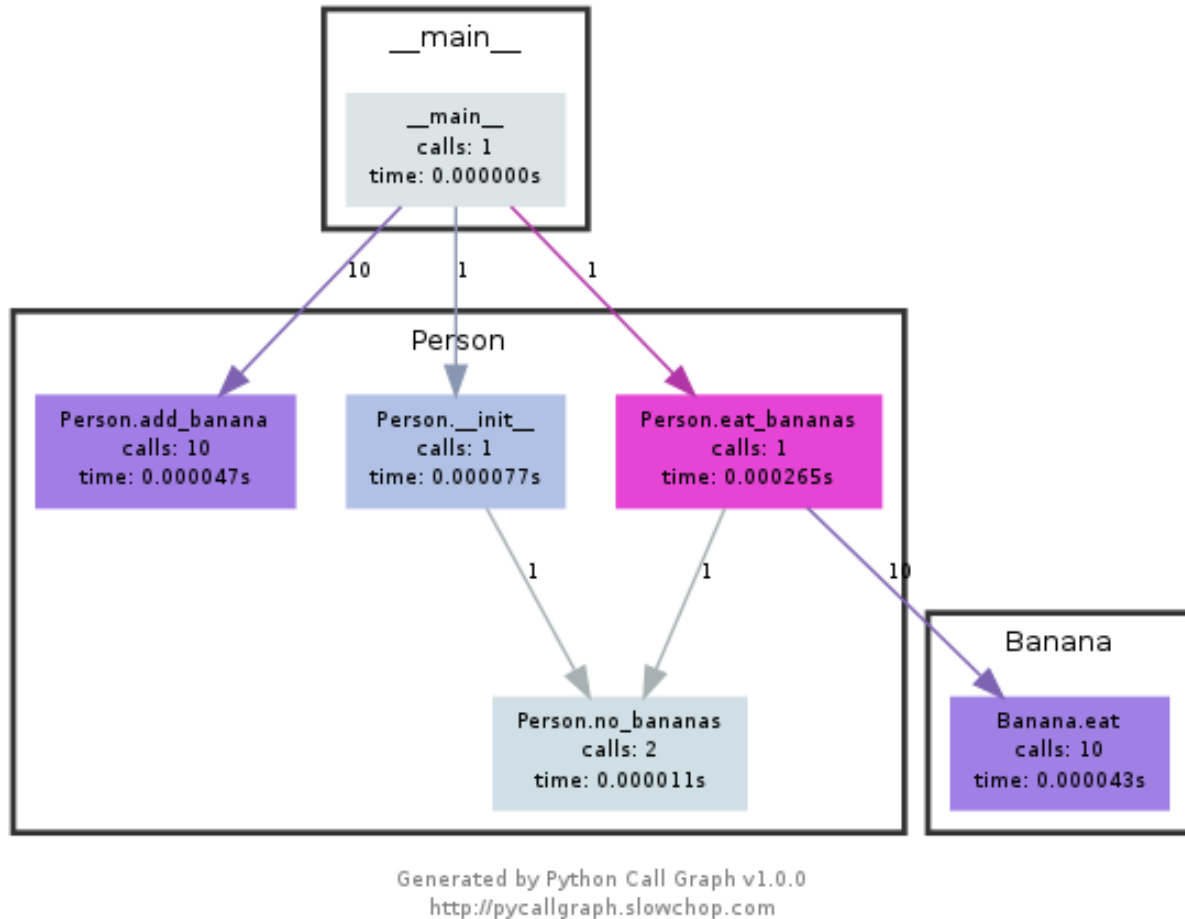 __main__
__main__
calls: 1
time: 0.000000s
10
1
1
Person
Person.add_banana
calls: 10
time: 0.000047s
Person.__init__
calls: 1
time: 0.000077s
Person.eat_bananas
calls: 1
time: 0.000265s
1
1
10
Person.no_bananas
calls: 2
time: 0.000011s
Banana
Banana.eat
calls: 10
time: 0.000043s
Generated by Python Call Graph v1.0.0
http://pycallgraph.slowchop.com